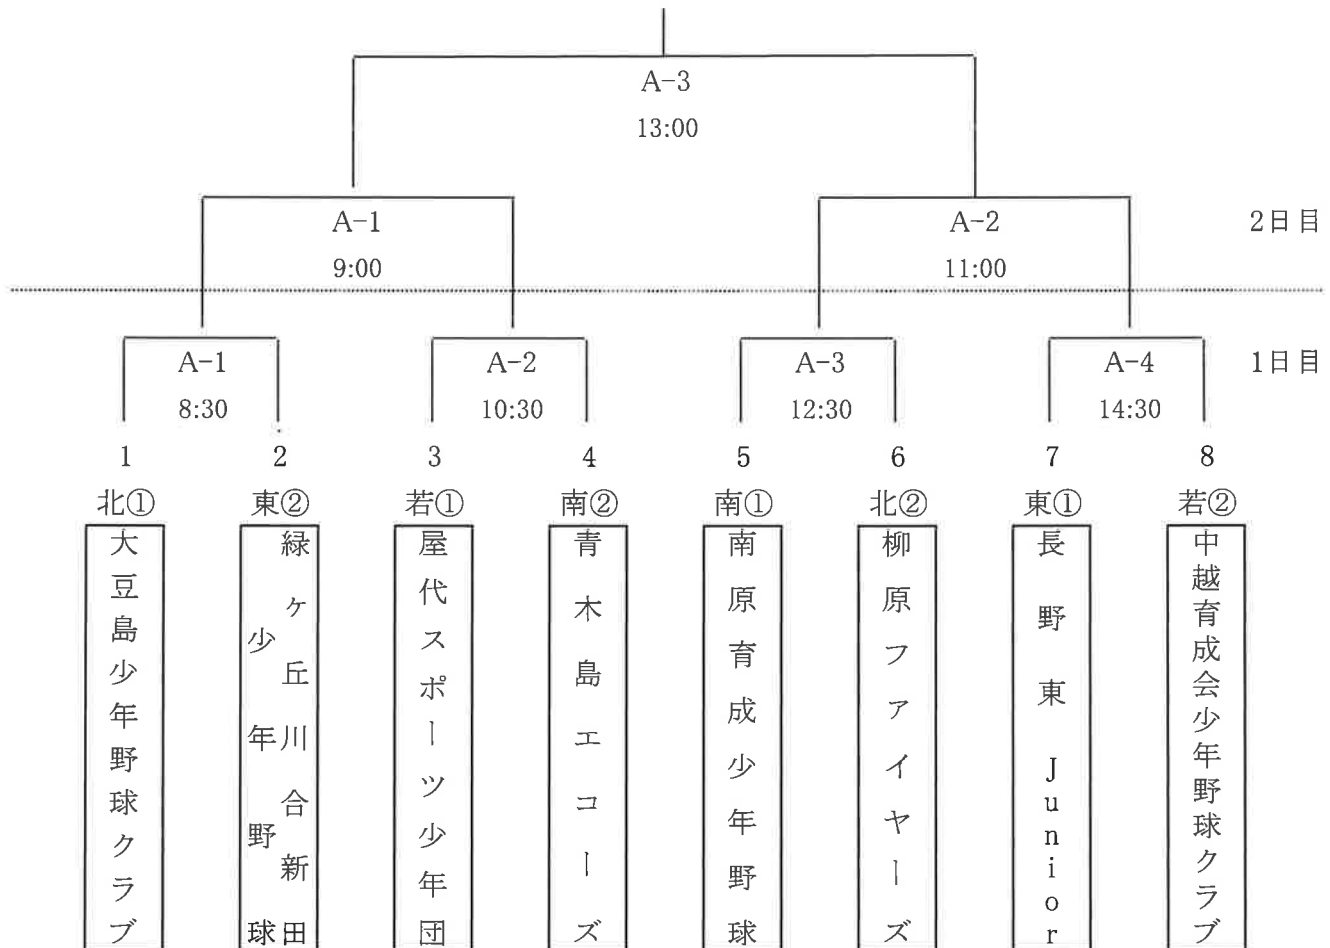 A-3
13:00
A-1
A-2
2日目
9:00
11:00
A-1
A-2
A-3
A-4
1日目
8:30
10:30
12:30
14:30
1
2
3
4
5
6
7
8
北①
東②
若①
南②
南①
北②
東①
若②
大豆島少年野球クラブ
緑ヶ丘川合新田
少年野球
屋代スポーツ少年団
青木島エコーズ
南原育成少年野球
柳原ファイヤーズ
長野東Junior
中越育成会少年野球クラブ